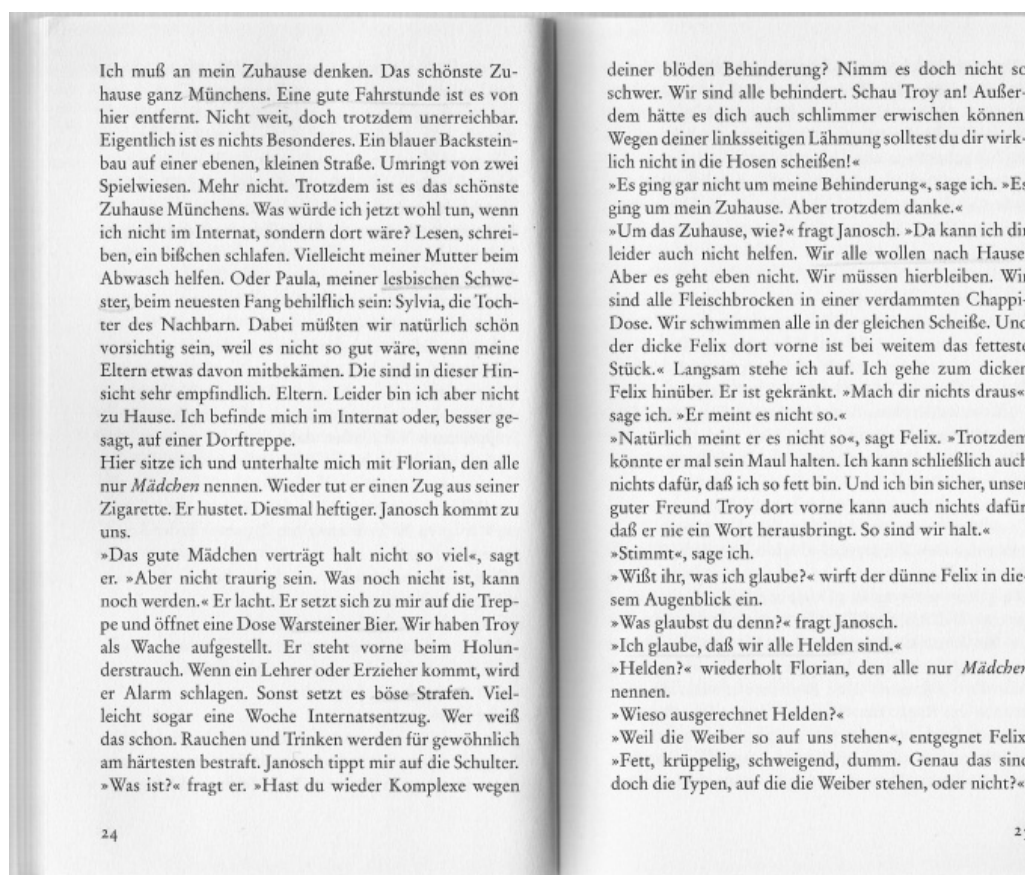 Ich muß an mein Zuhause denken. Das schönste Zu-
hause ganz Münchens. Eine gute Fahrstunde ist es von
hier entfernt. Nicht weit, doch trotzdem unerreichbar.
Eigentlich ist es nichts Besonderes. Ein blauer Backstein-
bau auf einer ebenen, kleinen Straße. Umringt von zwei
Spielwiesen. Mehr nicht. Trotzdem ist es das schönste
Zuhause Münchens. Was würde ich jetzt wohl tun, wenn
ich nicht im Internat, sondern dort wäre? Lesen, schrei-
ben, ein bißchen schlafen. Vielleicht meiner Mutter beim
Abwasch helfen. Oder Paula, meiner lesbischen Schwe-
ster, beim neuesten Fang behilflich sein: Sylvia, die Toch-
ter des Nachbarn. Dabei müßten wir natürlich schön
vorsichtig sein, weil es nicht so gut wäre, wenn meine
Eltern etwas davon mitbekämen. Die sind in dieser Hin-
sicht sehr empfindlich. Eltern. Leider bin ich aber nicht
zu Hause. Ich befinde mich im Internat oder, besser ge-
sagt, auf einer Dorftreppe.
Hier sitze ich und unterhalte mich mit Florian, den alle
nur Mädchen nennen. Wieder tut er einen Zug aus seiner
Zigarette. Er hustet. Diesmal heftiger. Janosch kommt zu
uns.
»Das gute Mädchen verträgt halt nicht so viel«, sagt
er. »Aber nicht traurig sein. Was noch nicht ist, kann
noch werden.« Er lacht. Er setzt sich zu mir auf die Trep-
pe und öffnet eine Dose Warsteiner Bier. Wir haben Troy
als Wache aufgestellt. Er steht vorne beim Holun-
derstrauch. Wenn ein Lehrer oder Erzieher kommt, wird
er Alarm schlagen. Sonst setzt es böse Strafen. Viel-
leicht sogar eine Woche Internatsentzug. Wer weiß
das schon. Rauchen und Trinken werden für gewöhnlich
am härtesten bestraft. Janosch tippt mir auf die Schulter.
»Was ist?« fragt er. »Hast du wieder Komplexe wegen
24
deiner blöden Behinderung? Nimm es doch nicht so
schwer. Wir sind alle behindert. Schau Troy an! Außer-
dem hätte es dich auch schlimmer erwischen können.
Wegen deiner linksseitigen Lähmung solltest du dir wirk-
lich nicht in die Hosen scheißen!«
»Es ging gar nicht um meine Behinderung«, sage ich. »Es
ging um mein Zuhause. Aber trotzdem danke.«
»Um das Zuhause, wie?« fragt Janosch. »Da kann ich dir
leider auch nicht helfen. Wir alle wollen nach Hause.
Aber es geht eben nicht. Wir müssen hierbleiben. Wir
sind alle Fleischbrocken in einer verdammten Chappi-
Dose. Wir schwimmen alle in der gleichen Scheiße. Und
der dicke Felix dort vorne ist bei weitem das fetteste
Stück.« Langsam stehe ich auf. Ich gehe zum dicken
Felix hinüber. Er ist gekränkt. »Mach dir nichts draus«
sage ich. »Er meint es nicht so.«
»Natürlich meint er es nicht so«, sagt Felix. »Trotzdem
könnte er mal sein Maul halten. Ich kann schließlich auch
nichts dafür, daß ich so fett bin. Und ich bin sicher, unser
guter Freund Troy dort vorne kann auch nichts dafür
daß er nie ein Wort herausbringt. So sind wir halt.«
»Stimmt«, sage ich.
»Wißt ihr, was ich glaube?« wirft der dünne Felix in die-
sem Augenblick ein.
»Was glaubst du denn?« fragt Janosch.
»Ich glaube, daß wir alle Helden sind.«
»Helden?« wiederholt Florian, den alle nur Mädchen
nennen.
»Wieso ausgerechnet Helden?«
»Weil die Weiber so auf uns stehen«, entgegnet Felix
»Fett, krüppelig, schweigend, dumm. Genau das sind
doch die Typen, auf die die Weiber stehen, oder nicht?«